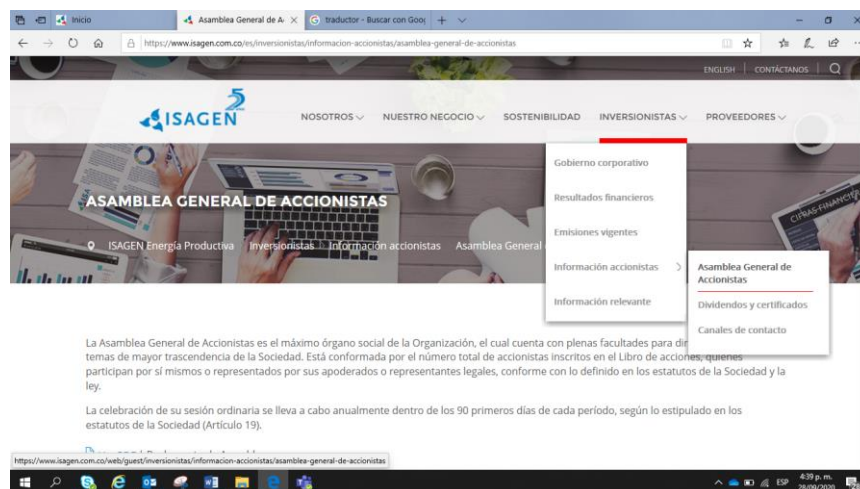 Inicio
Asamblea General de A
traductor - Buscar con Goo
https://www.isagen.com.co/es/inversionistas/informacion-accionistas/asamblea-general-de-accionistas
ENGLISH | CONTÁCTANOS
ISAGEN
NOSOTROS
NUESTRO NEGOCIO
SOSTENIBILIDAD
INVERSIONISTAS
PROVEEDORES
Gobierno corporativo
Resultados financieros
Emisiones vigentes
Información accionistas
Información relevante
Asamblea General de
Accionistas
Dividendos y certificados
Canales de contacto
CIFRAS FINANCI
ASAMBLEA GENERAL DE ACCIONISTAS
ISAGEN Energía Productiva Inversionistas Información accionistas Asamblea General
La Asamblea General de Accionistas es el máximo órgano social de la Organización, el cual cuenta con plenas facultades para
temas de mayor trascendencia de la Sociedad. Está conformada por el número total de accionistas inscritos en el Libro de acciones, quienes
participan por sí mismos o representados por sus apoderados o representantes legales, conforme con lo definido en los estatutos de la Sociedad y la
ley.
La celebración de su sesión ordinaria se lleva a cabo anualmente dentro de los 90 primeros días de cada período, según lo estipulado en los
estatutos de la Sociedad (Artículo 19).
https://www.isagen.com.co/web/guest/inversionistas/informacion-accionistas/asamblea-general-de-accionistas
ESP
4:39 p. m.
28/09/2020